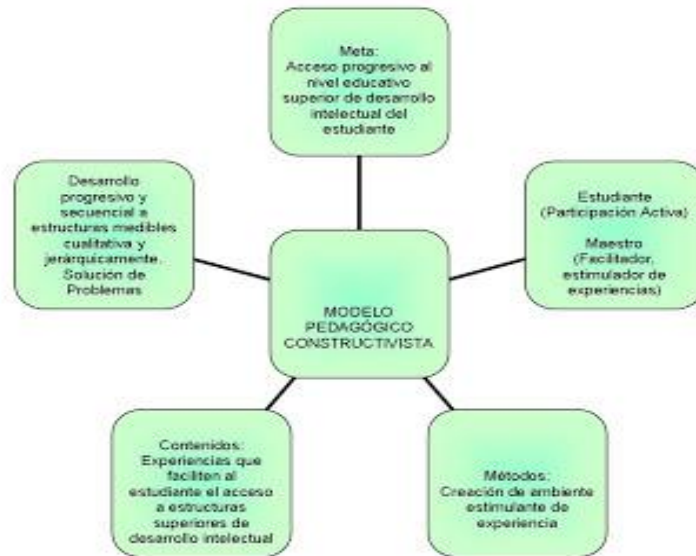 Meta:
Acceso progresivo al
nivel educativo
superior de desarrollo
intelectual del
estudiante
Desarrollo
progresivo y
secuencial a
estructuras medibles
cualitativa y
jerárquicamente.
Solución de
Problemas
Estudiante
(Participación Activa)
Maestro
(Facilitador,
estimulador de
experiencias)
MODELO
PEDAGÓGICO
CONSTRUCTIVISTA
Contenidos:
Experiencias que
faciliten al
estudiante el acceso
a estructuras
superiores de
desarrollo intelectual
Métodos:
Creación de ambiente
estimulante de
experiencia